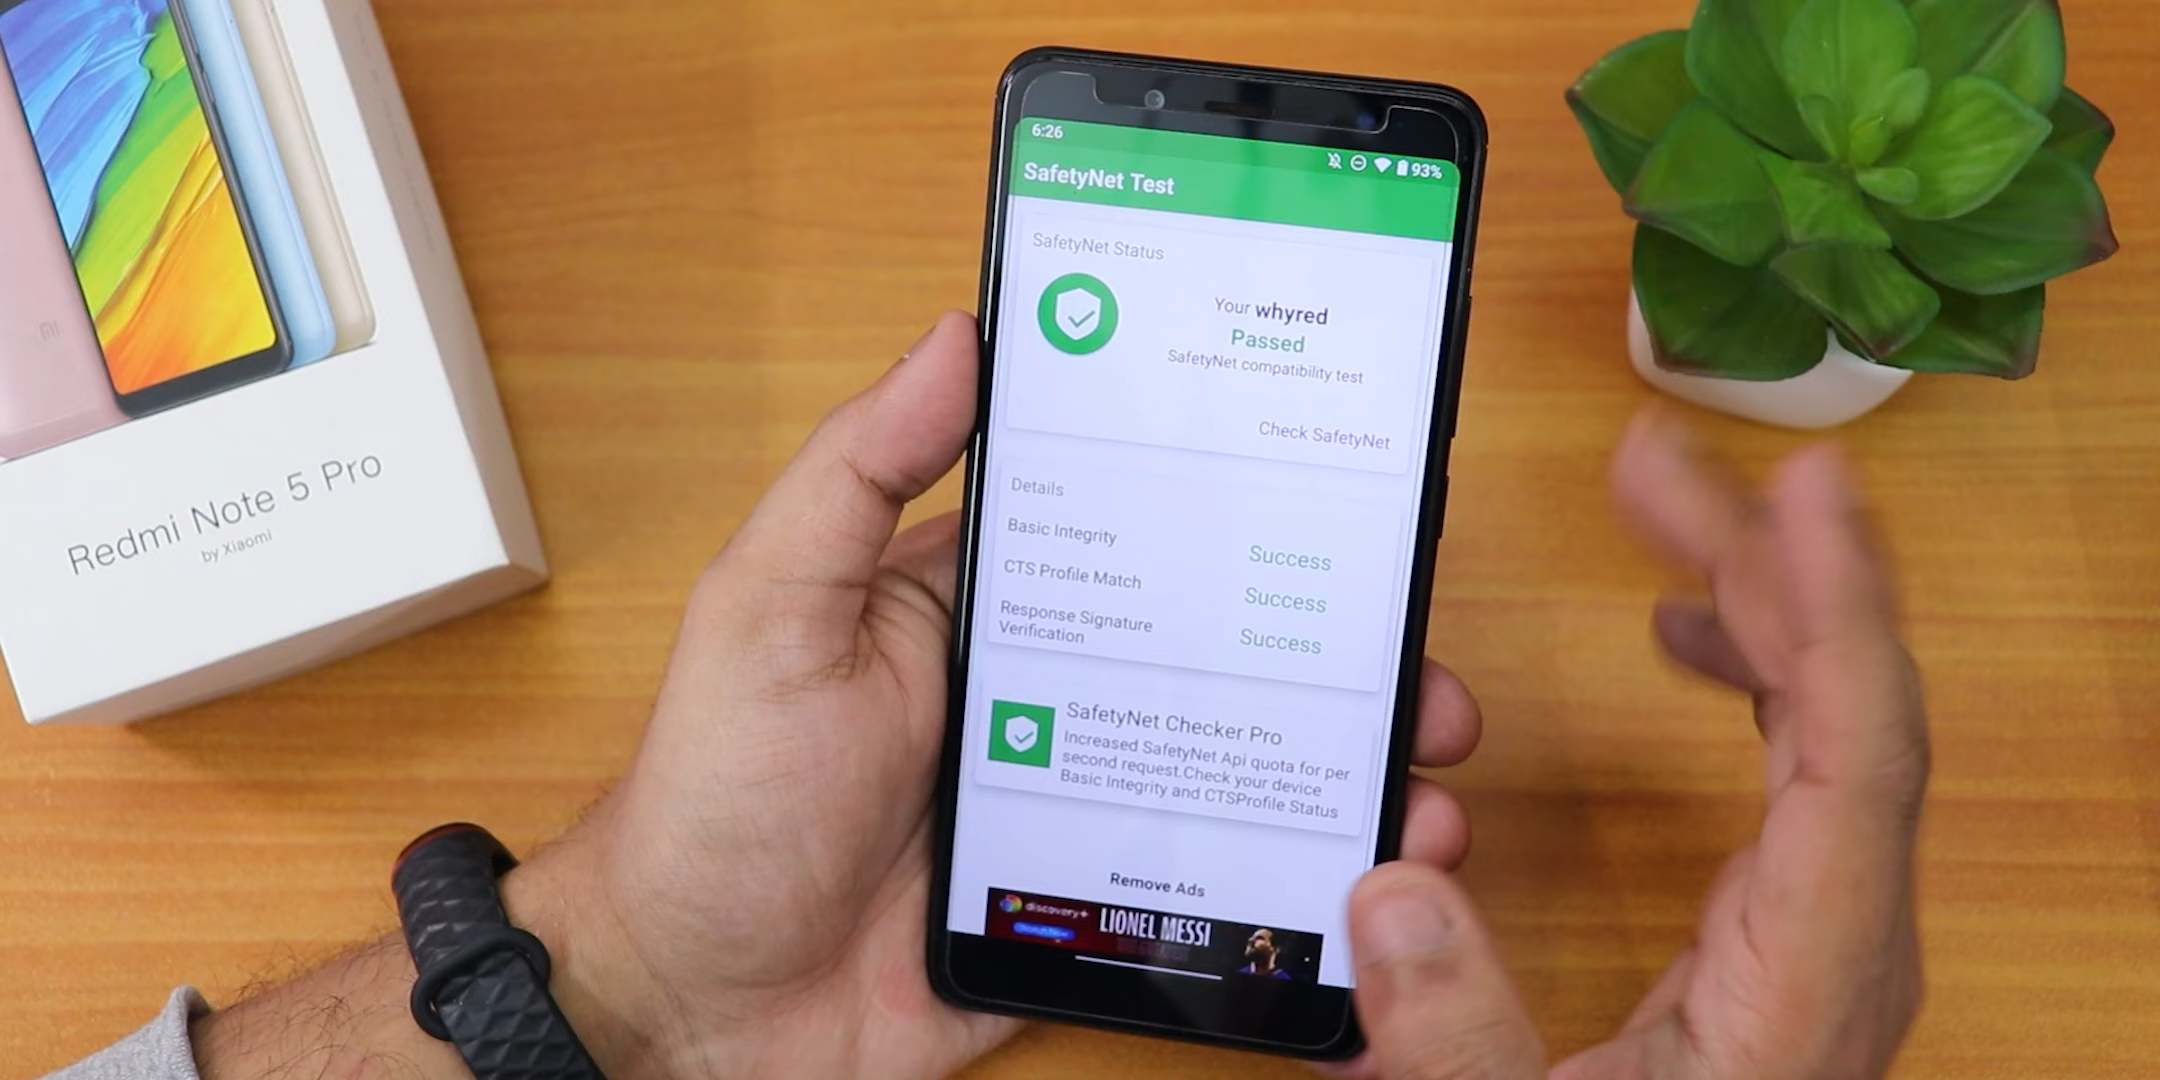 MI
Redmi Note 5 Pro
by Xiaomi
6:26
93%
SafetyNet Test
SafetyNet Status
Your whyred
Passed
SafetyNet compatibility test
Check SafetyNet
Details
Basic Integrity
Success
CTS Profile Match
Success
Response Signature
Verification
Success
SafetyNet Checker Pro
Increased SafetyNet Api quota for per
second request.Check your device
Basic Integrity and CTSProfile Status
Remove Ads
discovery+
LIONEL MESSI